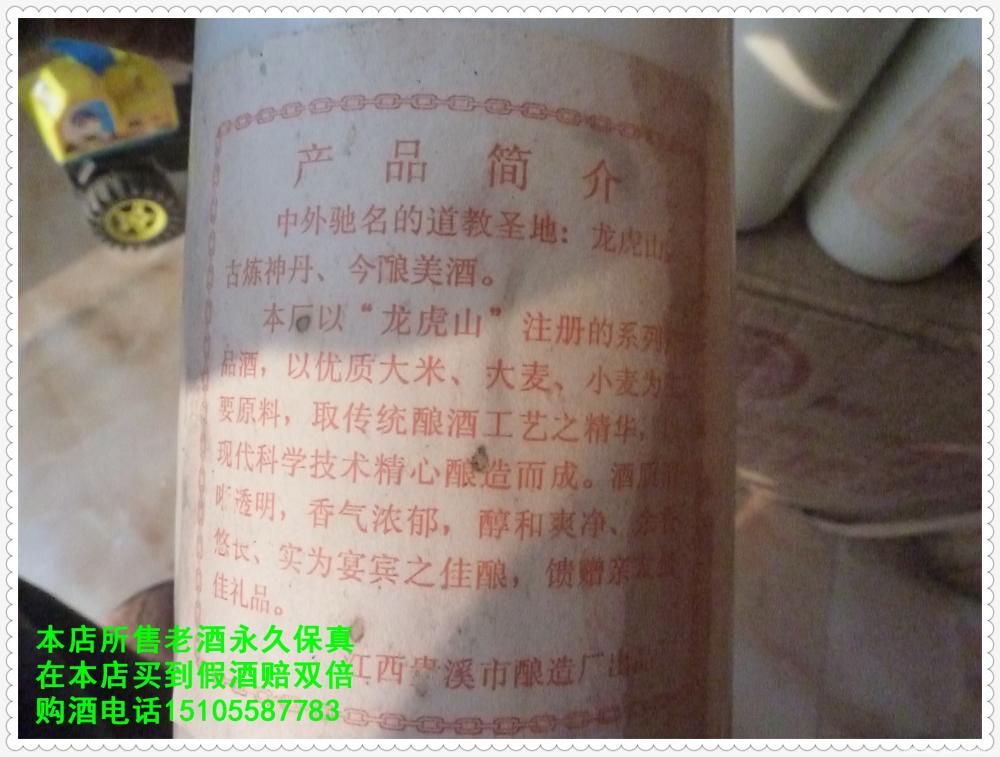 产品简介
中外驰名的道教圣地：龙虎山，
古炼神丹、今酿美酒。
本厂以“龙虎山”注册的系列
品酒，以优质大米、大麦、小麦为
要原料，取传统酿酒工艺之精华，
现代科学技术精心酿造而成。酒质
晰透明，香气浓郁，醇和爽净、余
悠长、实为宴宾之佳酿，馈赠亲友
佳礼品。
江西贵溪市酿造厂出品
本店所售老酒永久保真
在本店买到假酒赔双倍
购酒电话15105587783